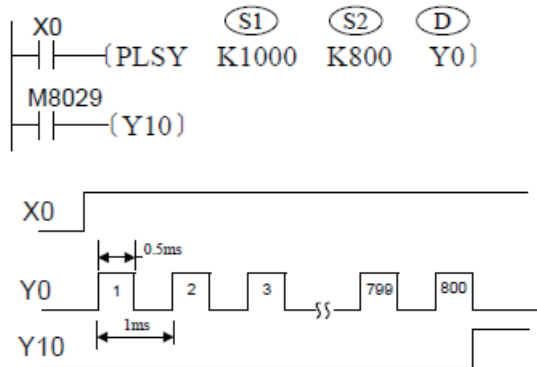 X0 S1 S2 D
〔PLSY K1000 K800 Y0〕
M8029
〔Y10〕
X0
0.5ms
Y0 1 2 3 799 800
1ms
Y10